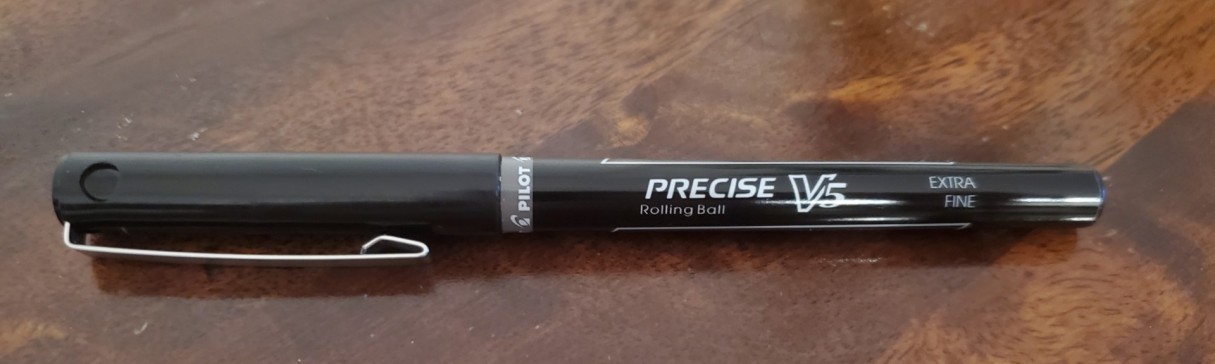 PILOT
PRECISE V5
Rolling Ball
EXTRA
FINE